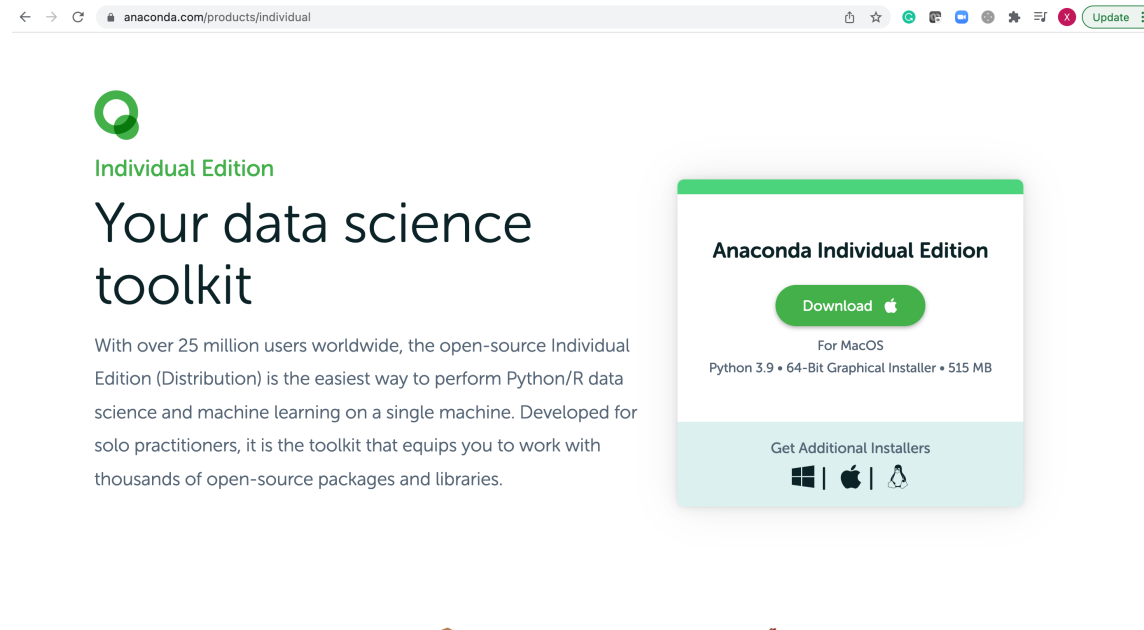 anaconda.com/products/individual
X
Update
Individual Edition
Your data science
toolkit
With over 25 million users worldwide, the open-source Individual
Edition (Distribution) is the easiest way to perform Python/R data
science and machine learning on a single machine. Developed for
solo practitioners, it is the toolkit that equips you to work with
thousands of open-source packages and libraries.
Anaconda Individual Edition
Download
For MacOS
Python 3.9 • 64-Bit Graphical Installer • 515 MB
Get Additional Installers
| |